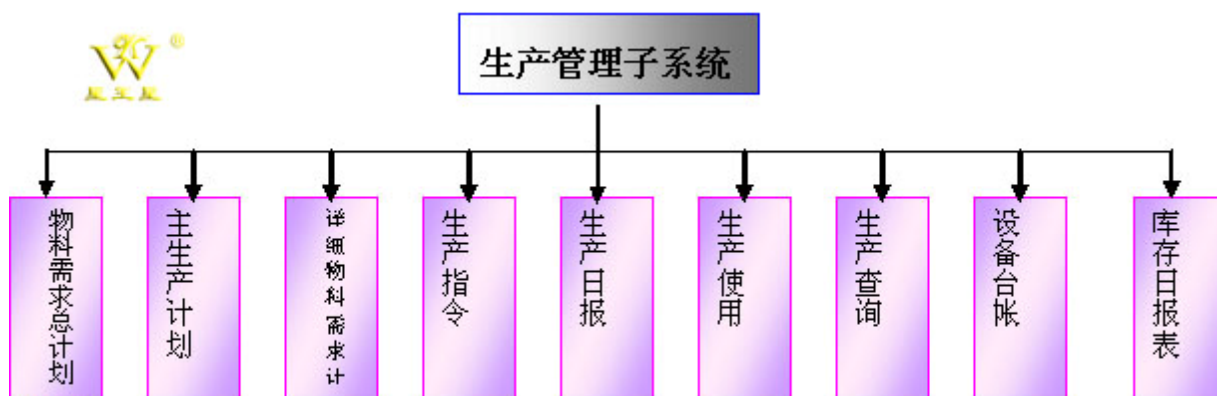 生产管理子系统
物料需求总计划
主生产计划
详细物料需求计
生产指令
生产日报
生产使用
生产查询
设备台帐
库存日报表